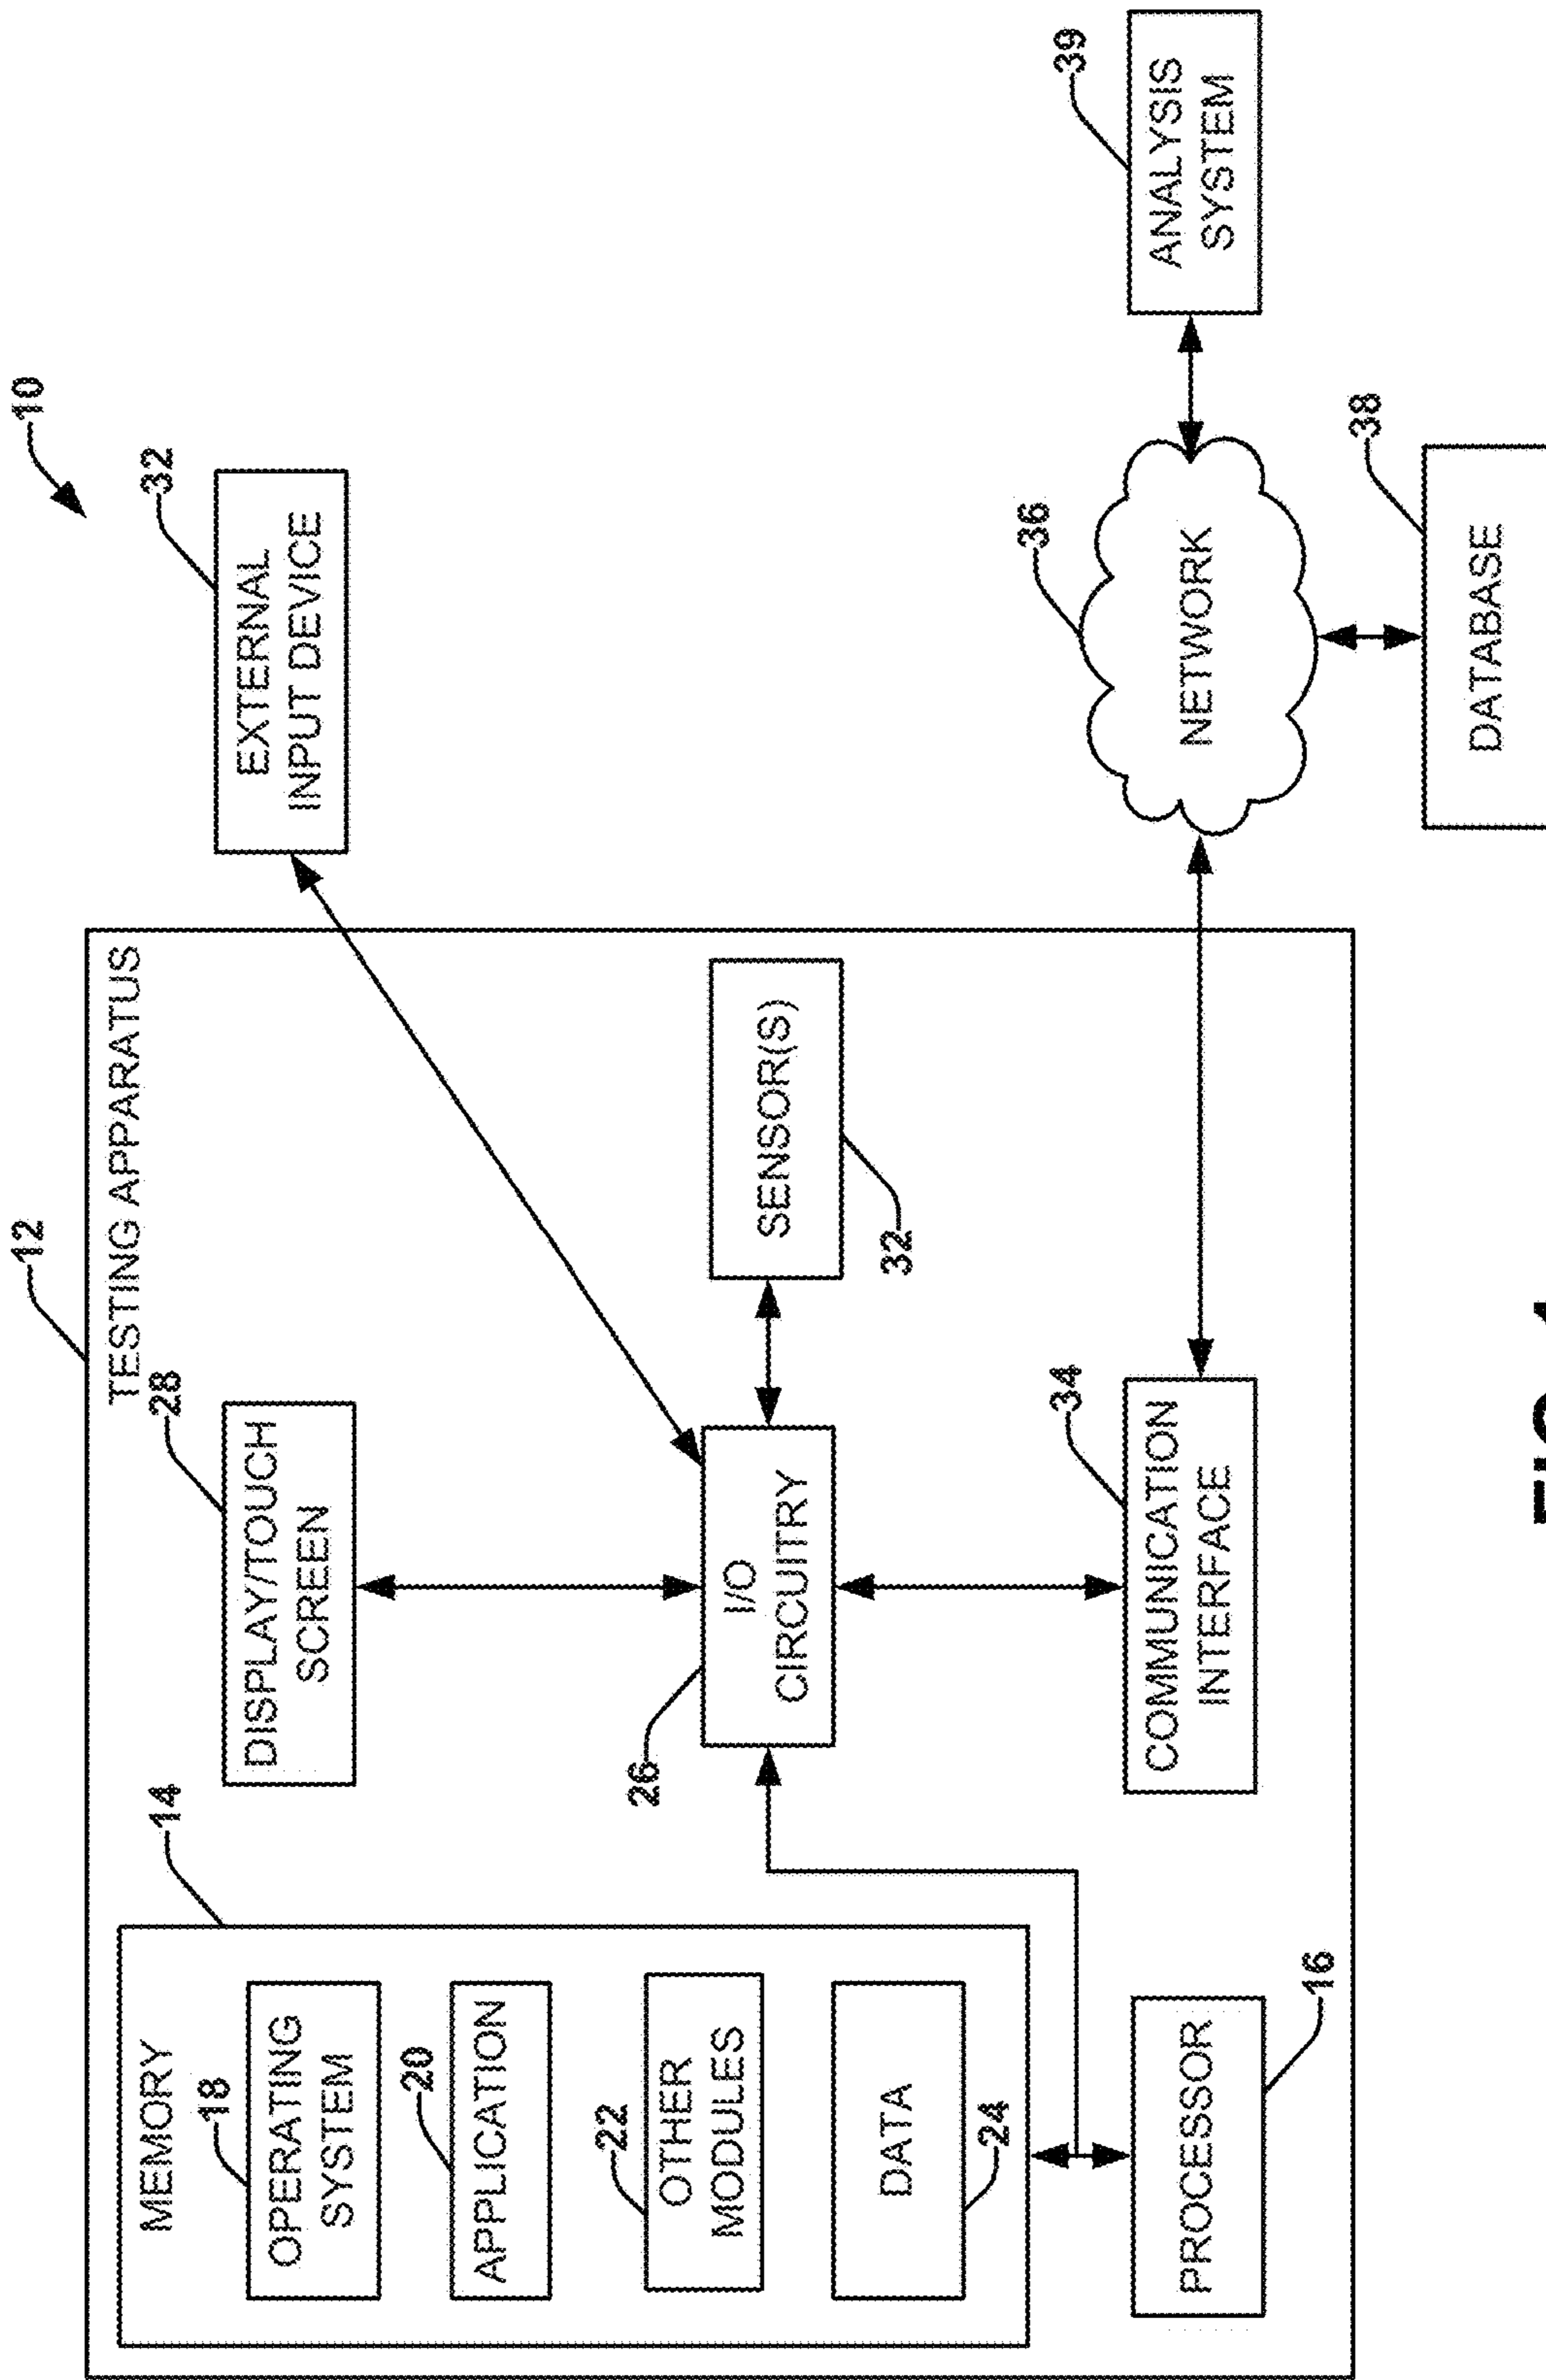 10
12
TESTING APPARATUS
14
MEMORY
18
OPERATING
SYSTEM
20
APPLICATION
22
OTHER
MODULES
DATA
24
PROCESSOR
16
28
DISPLAY/TOUCH
SCREEN
26
I/O
CIRCUITRY
SENSOR(S)
32
34
COMMUNICATION
INTERFACE
32
EXTERNAL
INPUT DEVICE
36
NETWORK
38
DATABASE
39
ANALYSIS
SYSTEM